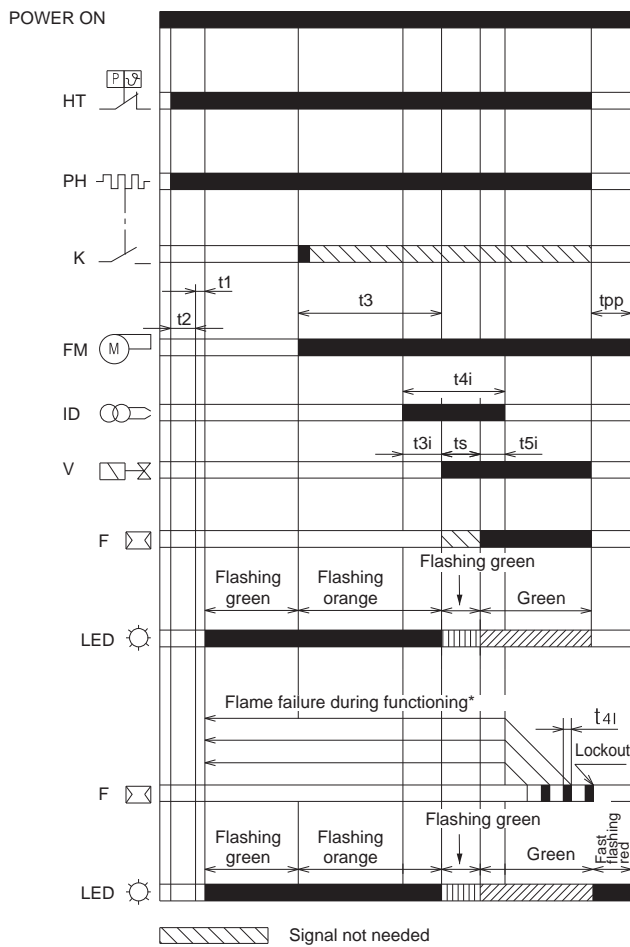 POWER ON
P ϑ
HT
PH
K
t1
t3
tpp
t2
FM M
t4i
ID
t3i ts t5i
V
F
Flashing green
Flashing green
Flashing orange
Green
LED
Flame failure during functioning*
t4l
Lockout
F
Flashing green
Flashing green
Flashing orange
Green
Fast flashing red
LED
Signal not needed